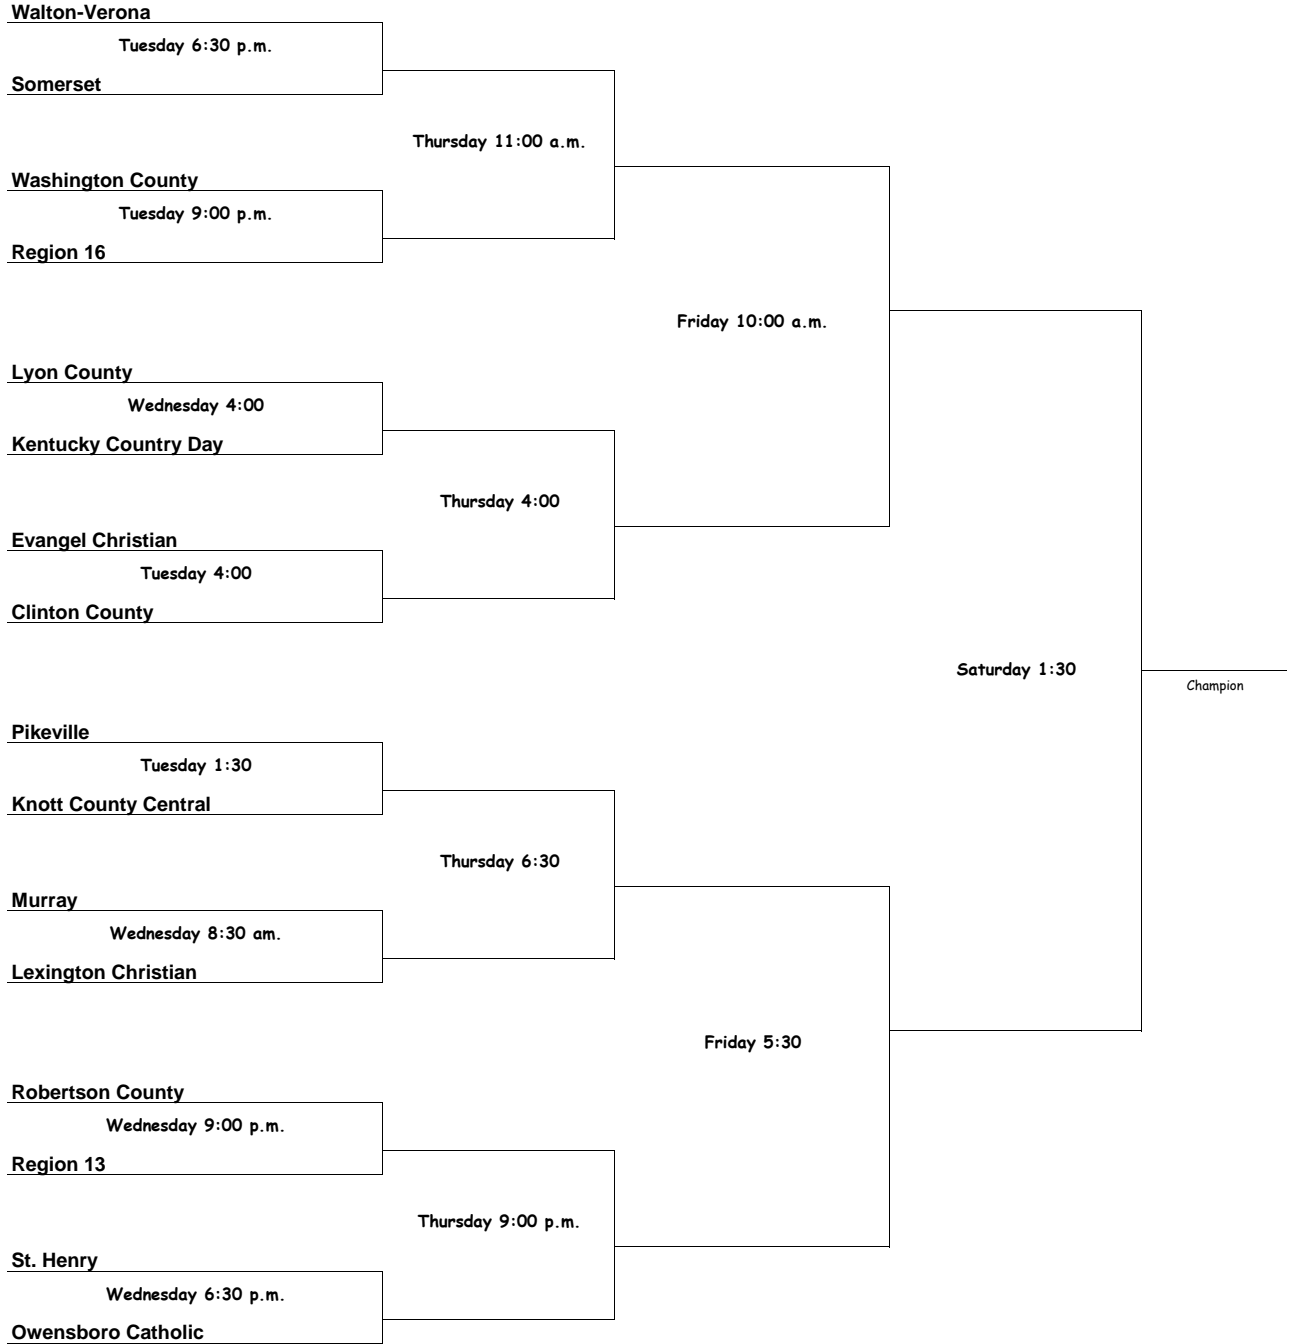 Walton-Verona
Tuesday 6:30 p.m.
Somerset
Thursday 11:00 a.m.
Washington County
Tuesday 9:00 p.m.
Region 16
Friday 10:00 a.m.
Lyon County
Wednesday 4:00
Kentucky Country Day
Thursday 4:00
Evangel Christian
Tuesday 4:00
Clinton County
Saturday 1:30
Champion
Pikeville
Tuesday 1:30
Knott County Central
Thursday 6:30
Murray
Wednesday 8:30 am.
Lexington Christian
Friday 5:30
Robertson County
Wednesday 9:00 p.m.
Region 13
Thursday 9:00 p.m.
St. Henry
Wednesday 6:30 p.m.
Owensboro Catholic